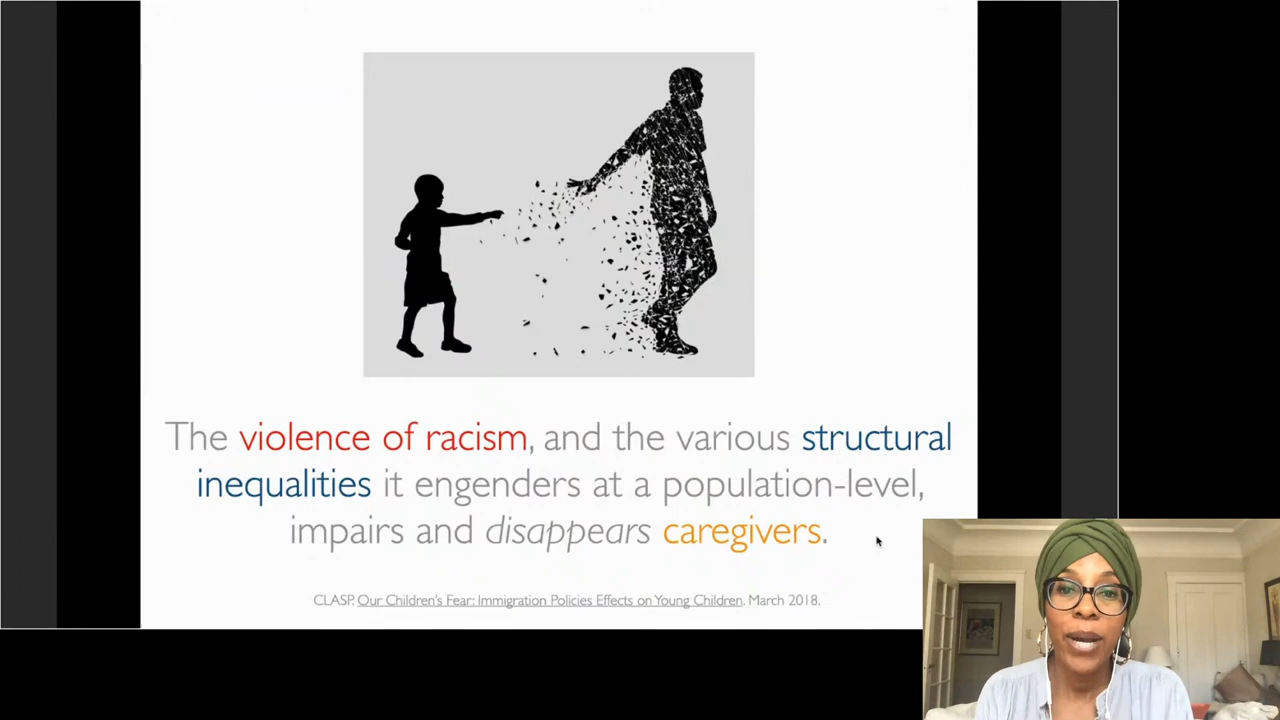 The violence of racism, and the various structural
inequalities it engenders at a population-level,
impairs and disappears caregivers.
CLASP. Our Children's Fear: Immigration Policies Effects on Young Children. March 2018.